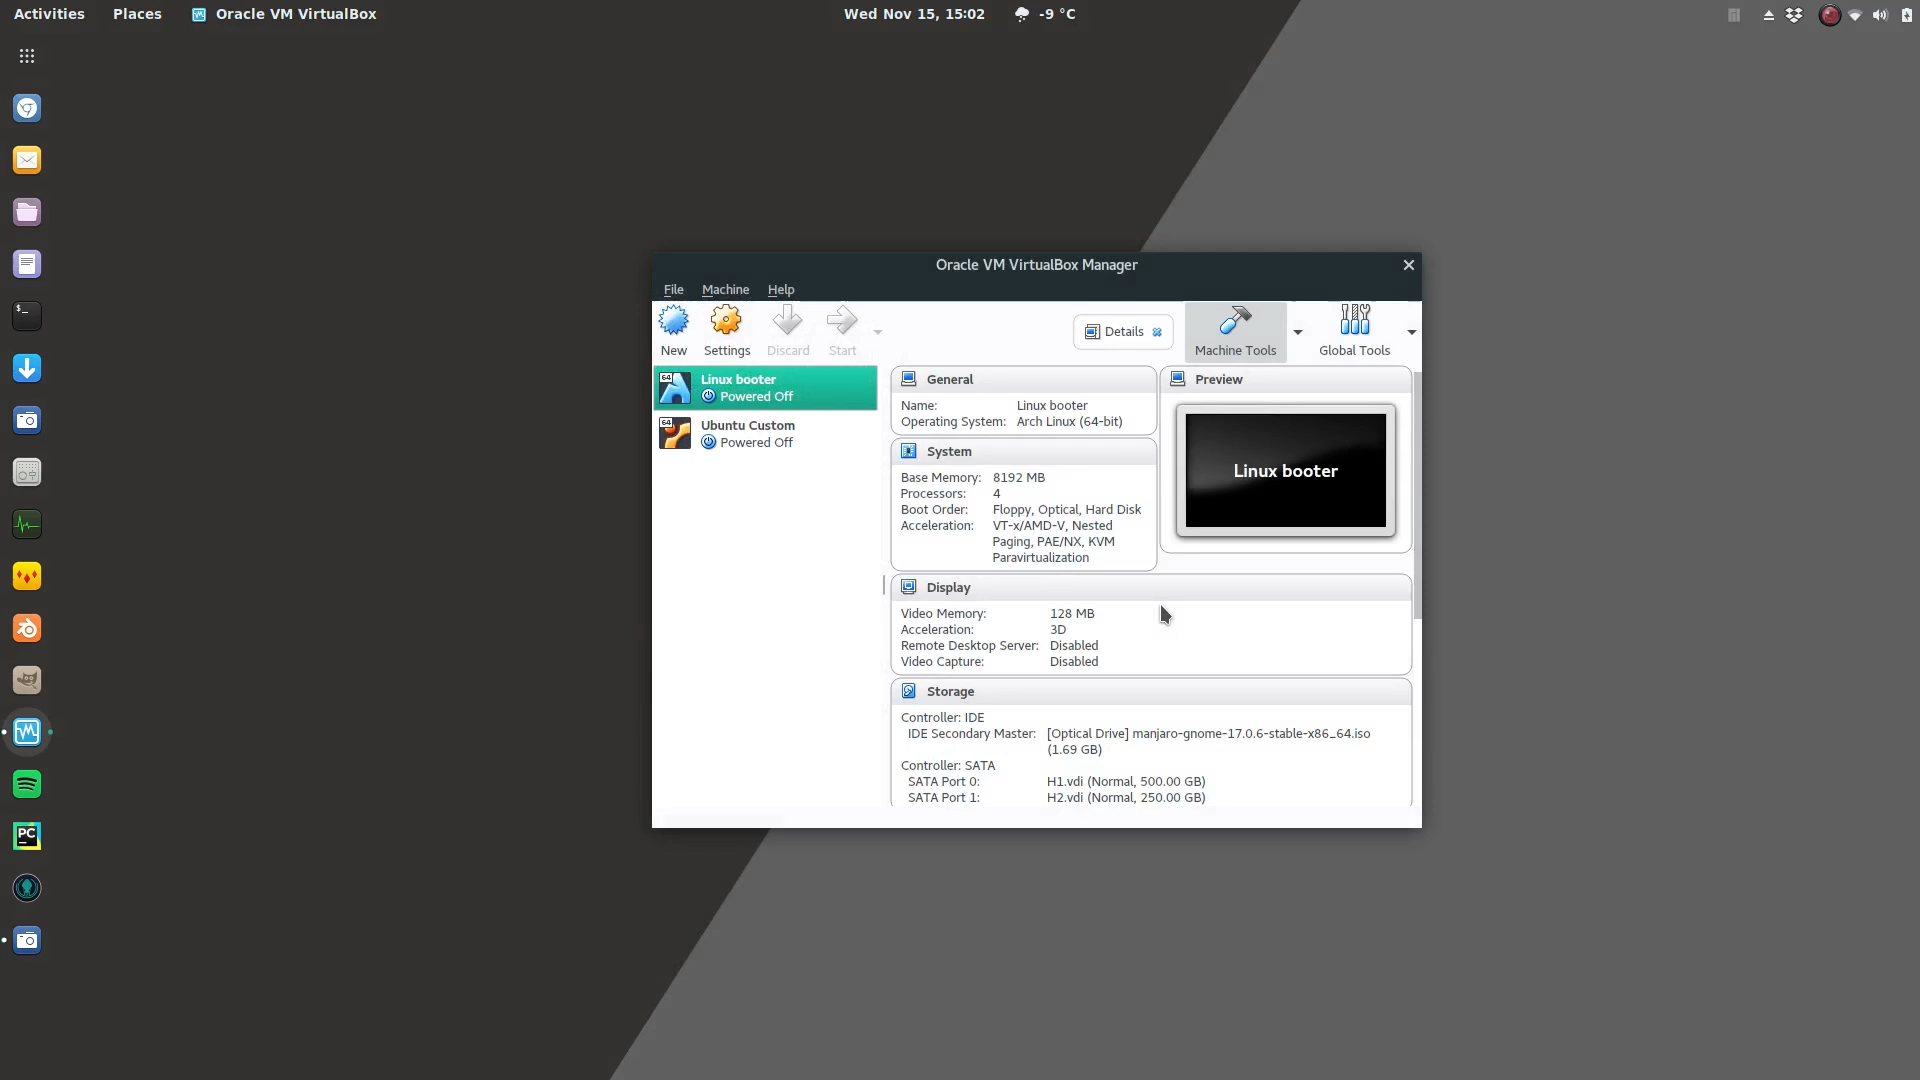 Activities Places Oracle VM VirtualBox Wed Nov 15, 15:02 -9 °C
Oracle VM VirtualBox Manager
File Machine Help
New Settings Discard Start Details Machine Tools Global Tools
64 Linux booter
Powered Off
64 Ubuntu Custom
Powered Off
General
Name: Linux booter
Operating System: Arch Linux (64-bit)
System
Base Memory: 8192 MB
Processors: 4
Boot Order: Floppy, Optical, Hard Disk
Acceleration: VT-x/AMD-V, Nested
Paging, PAE/NX, KVM
Paravirtualization
Preview
Linux booter
Display
Video Memory: 128 MB
Acceleration: 3D
Remote Desktop Server: Disabled
Video Capture: Disabled
Storage
Controller: IDE
IDE Secondary Master: [Optical Drive] manjaro-gnome-17.0.6-stable-x86_64.iso
(1.69 GB)
Controller: SATA
SATA Port 0: H1.vdi (Normal, 500.00 GB)
SATA Port 1: H2.vdi (Normal, 250.00 GB)
$_
PC